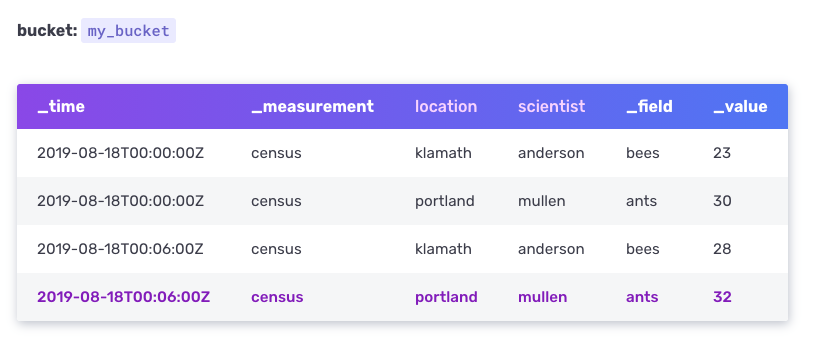 bucket: my_bucket
_time _measurement location scientist _field _value
2019-08-18T00:00:00Z census klamath anderson bees 23
2019-08-18T00:00:00Z census portland mullen ants 30
2019-08-18T00:06:00Z census klamath anderson bees 28
2019-08-18T00:06:00Z census portland mullen ants 32